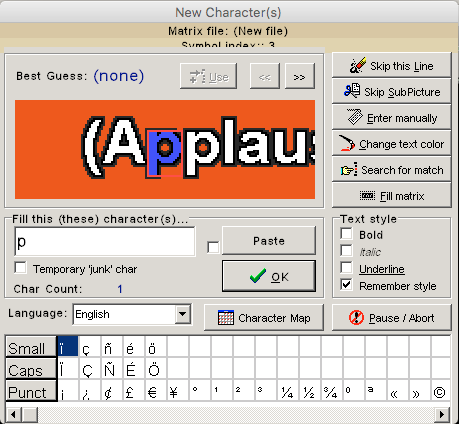 New Character(s)
Matrix file: (New file)
Symbol index:: 3
Best Guess: (none)
Use
<<
>>
Skip this Line
Skip SubPicture
Enter manually
Change text color
Search for match
Fill matrix
(Applaus
Fill this (these) character(s)...
p
Paste
Temporary 'junk' char
OK
Char Count: 1
Text style
Bold
Italic
Underline
Remember style
Language: English
Character Map
Pause / Abort
Small ï ç ñ é ö
Caps Ï Ç Ñ É Ö
Punct ¡ ¿ ¢ £ € ¥ ° ¹ ² ³ ¼ ½ ¾ º ª « » ©